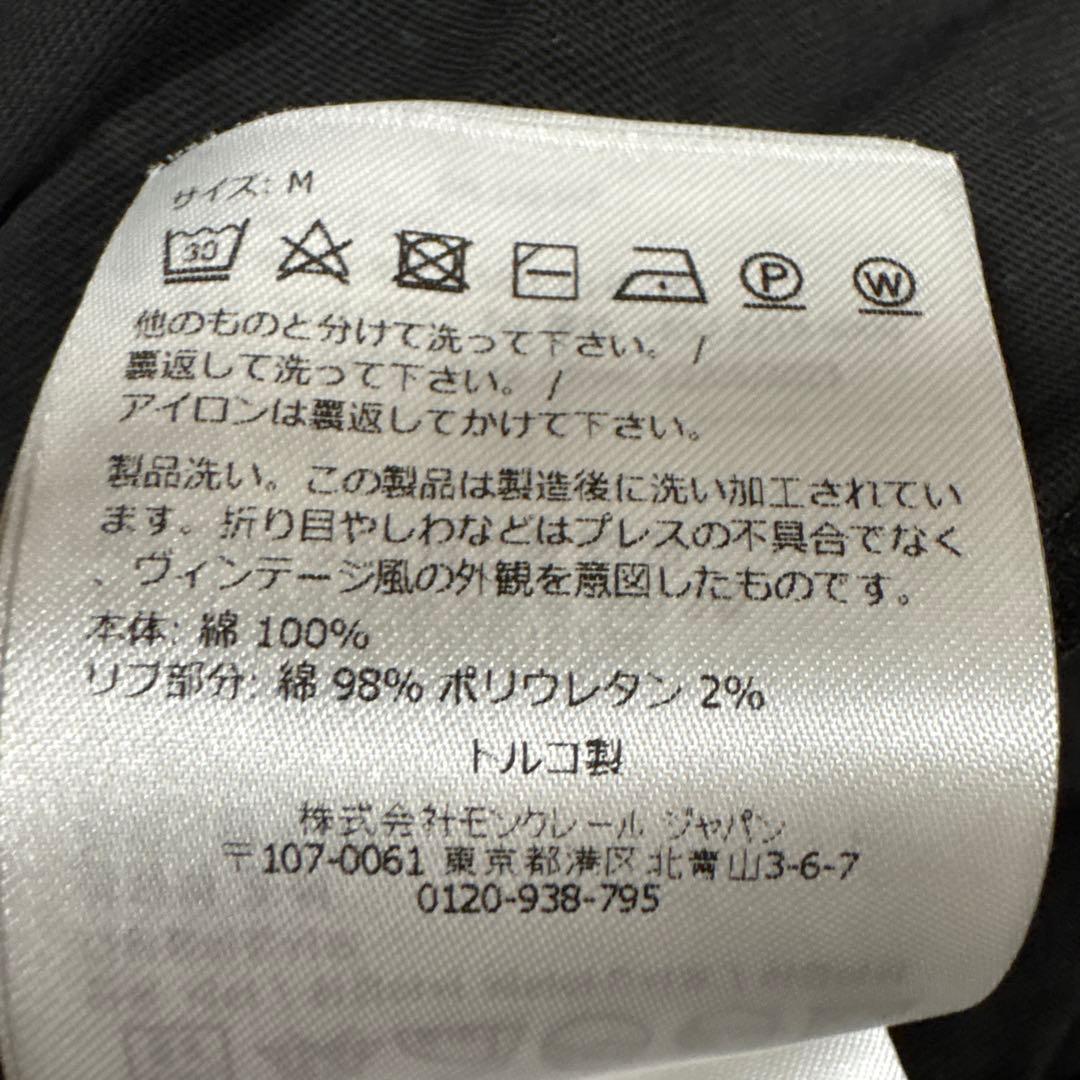 サイズ: M
30
P W
他のものと分けて洗って下さい。 /
裏返して洗って下さい。 /
アイロンは裏返してかけて下さい。
製品洗い。この製品は製造後に洗い加工されてい
ます。折り目やしわなどはプレスの不具合でなく
、ヴィンテージ風の外観を意図したものです。
本体: 綿 100%
リブ部分: 綿 98% ポリウレタン 2%
トルコ製
株式会社モンクレール ジャパン
〒107-0061 東京都港区北青山3-6-7
0120-938-795